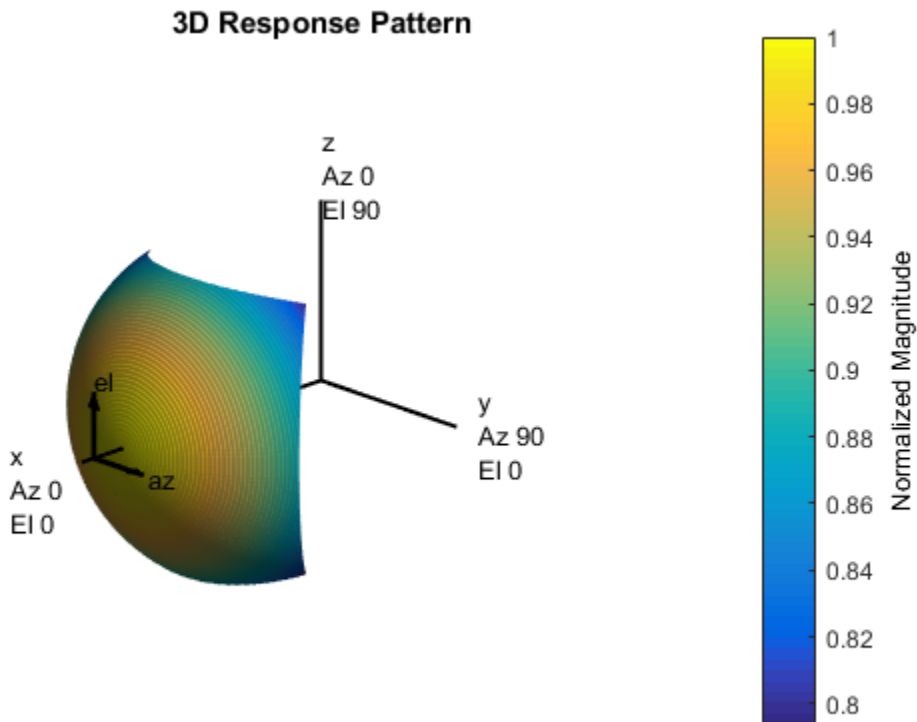 3D Response Pattern
z
Az 0
El 90
el
az
x
Az 0
El 0
y
Az 90
El 0
1
0.98
0.96
0.94
0.92
0.9
0.88
0.86
0.84
0.82
0.8
Normalized Magnitude